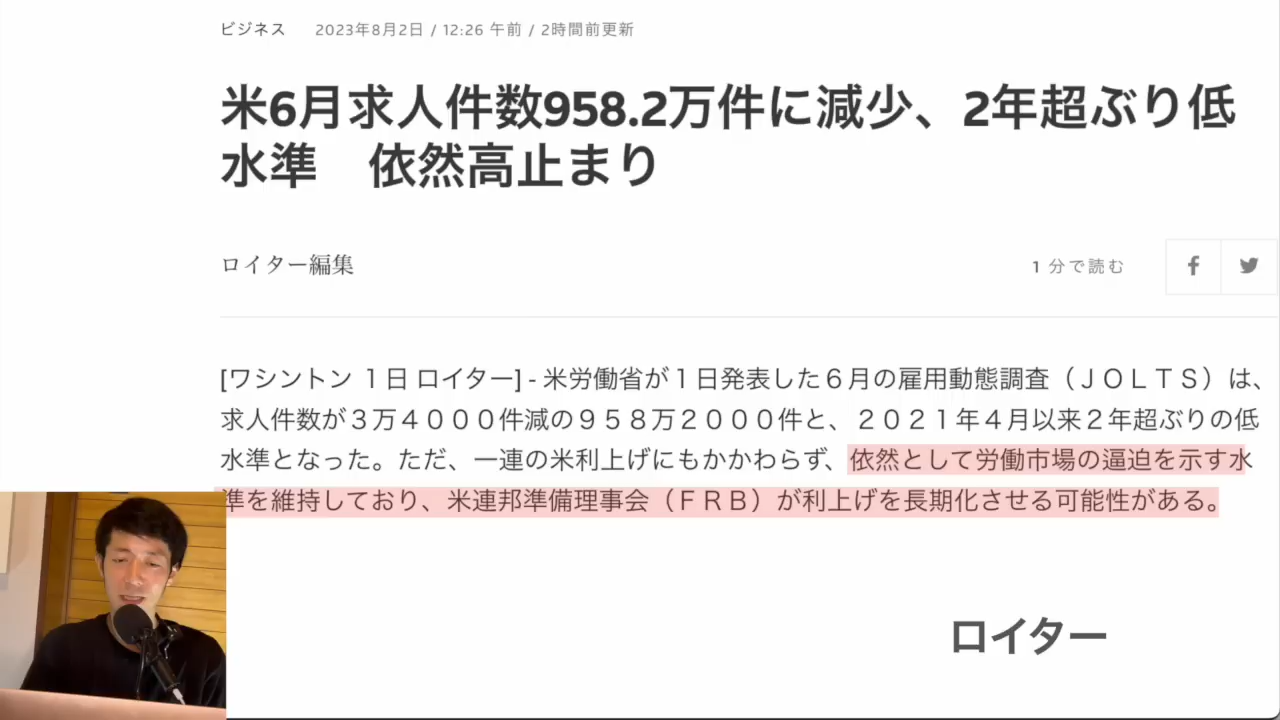 ビジネス 2023年8月2日 / 12:26 午前 / 2時間前更新
米6月求人件数958.2万件に減少、2年超ぶり低
水準　依然高止まり
ロイター編集
1 分で読む
[ワシントン １日 ロイター] - 米労働省が１日発表した６月の雇用動態調査（ＪＯＬＴＳ）は、
求人件数が３万４０００件減の９５８万２０００件と、２０２１年４月以来２年超ぶりの低
水準となった。ただ、一連の米利上げにもかかわらず、依然として労働市場の逼迫を示す水
準を維持しており、米連邦準備理事会（ＦＲＢ）が利上げを長期化させる可能性がある。
ロイター